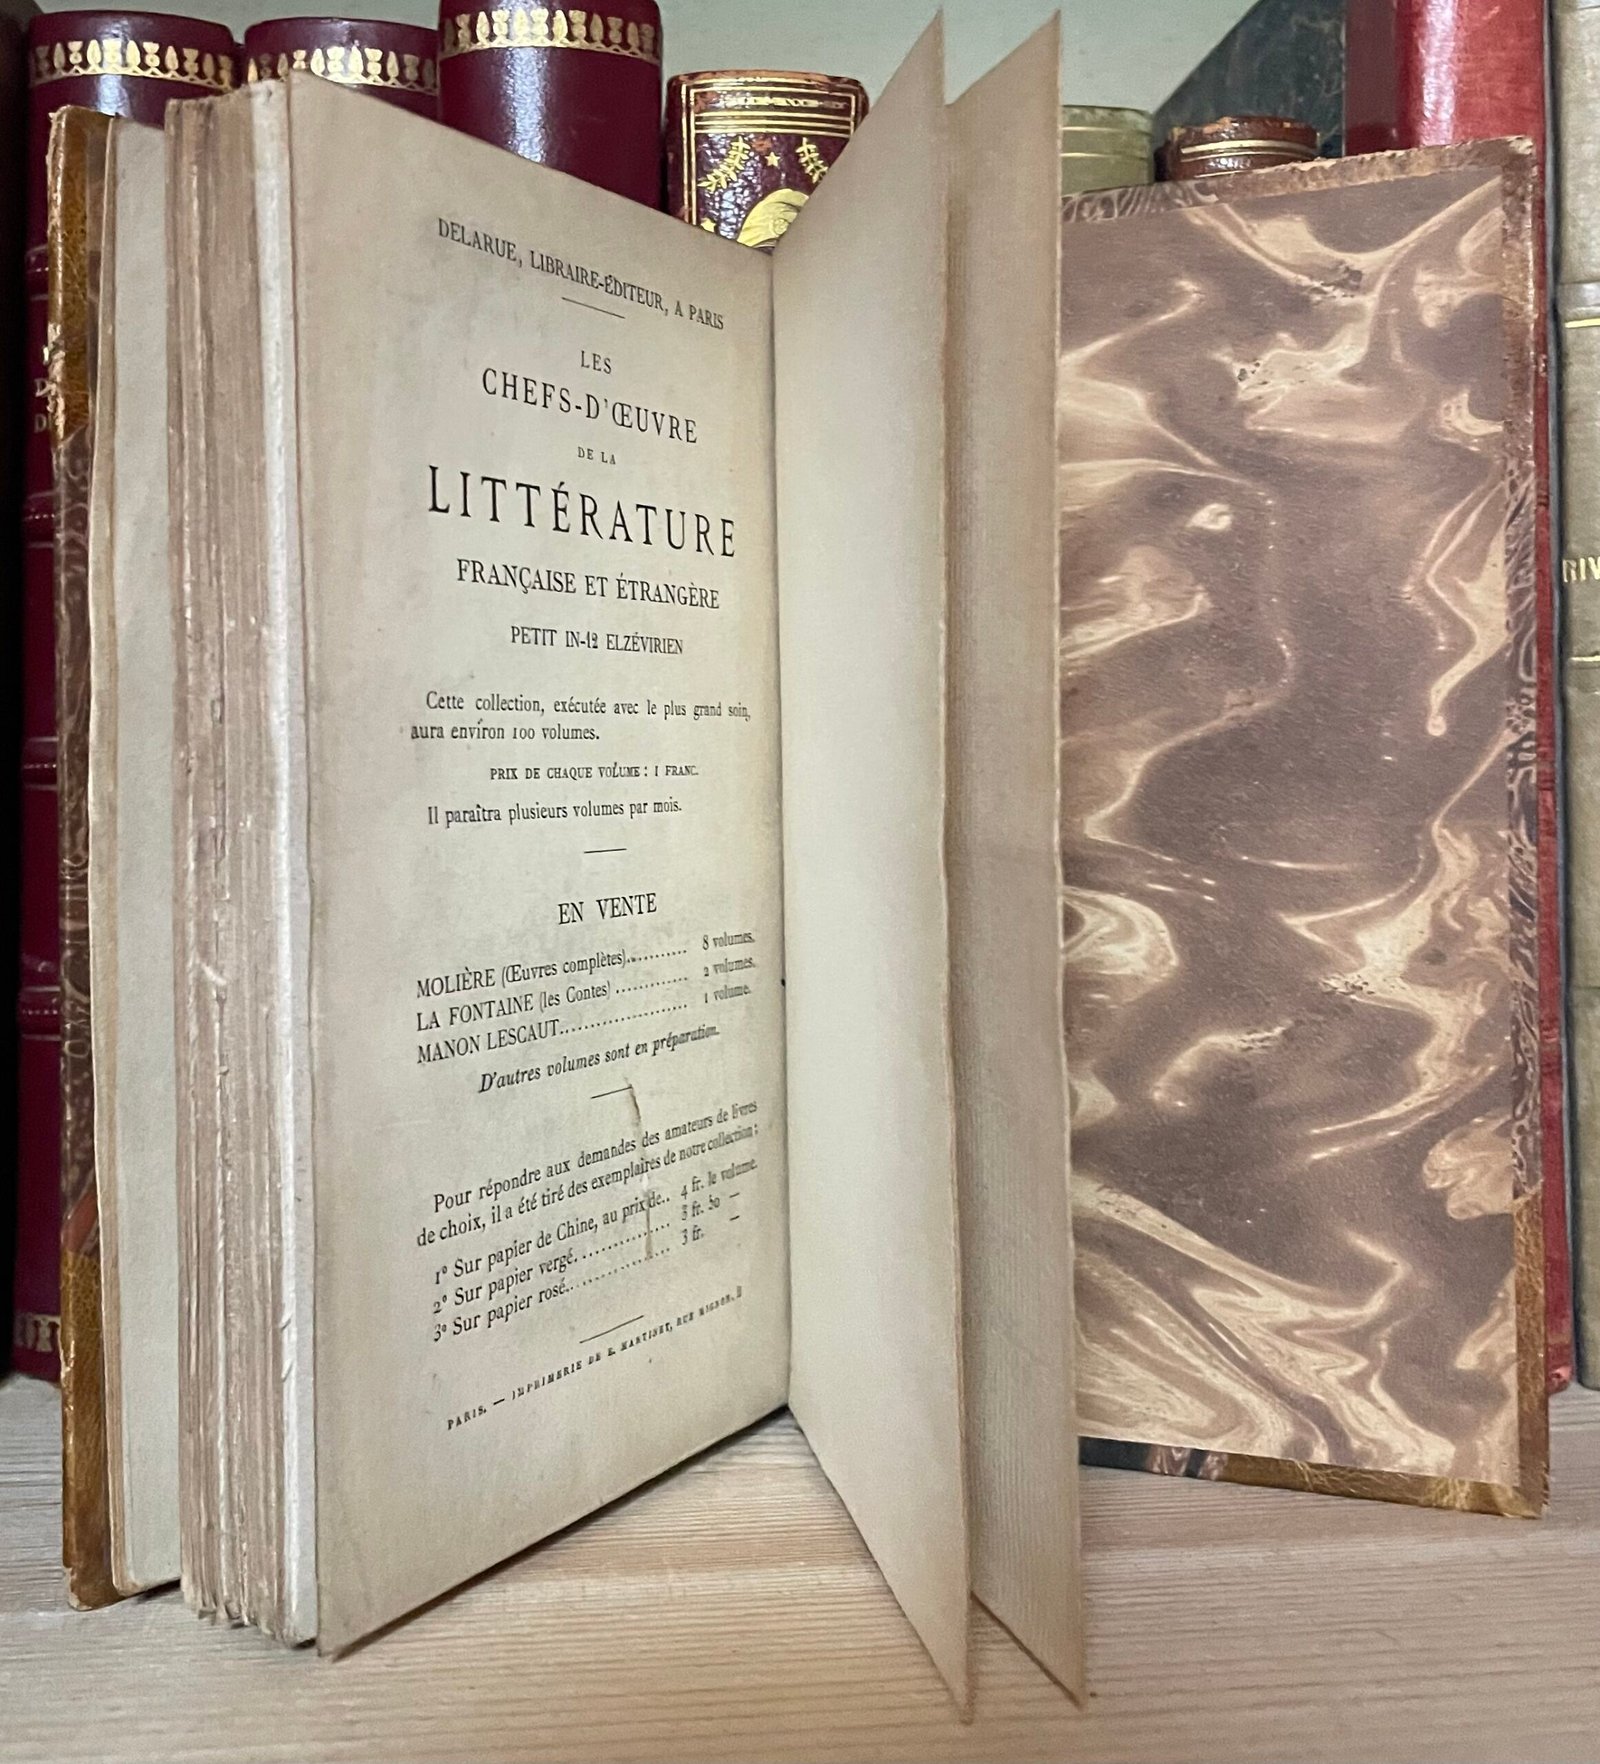 DELARUE, LIBRAIRE-ÉDITEUR, A PARIS
LES
CHEFS-D'ŒUVRE
DE LA
LITTÉRATURE
FRANÇAISE ET ÉTRANGÈRE
PETIT IN-12 ELZÉVIRIEN
Cette collection, exécutée avec le plus grand soin,
aura environ 100 volumes.
PRIX DE CHAQUE VOLUME : 1 FRANC.
Il paraîtra plusieurs volumes par mois.
EN VENTE
MOLIÈRE (Œuvres complètes).......... 8 volumes.
LA FONTAINE (les Contes) ............ 2 volumes.
MANON LESCAUT..................... 1 volume.
D'autres volumes sont en préparation.
Pour répondre aux demandes des amateurs de livres
de choix, il a été tiré des exemplaires de notre collection :
1° Sur papier de Chine, au prix de.. 4 fr. le volume.
2° Sur papier vergé............... 3 fr. 50 —
3° Sur papier rosé................ 3 fr. —
PARIS. — IMPRIMERIE DE E. MARTINET, RUE MIGNON, 2
RIV